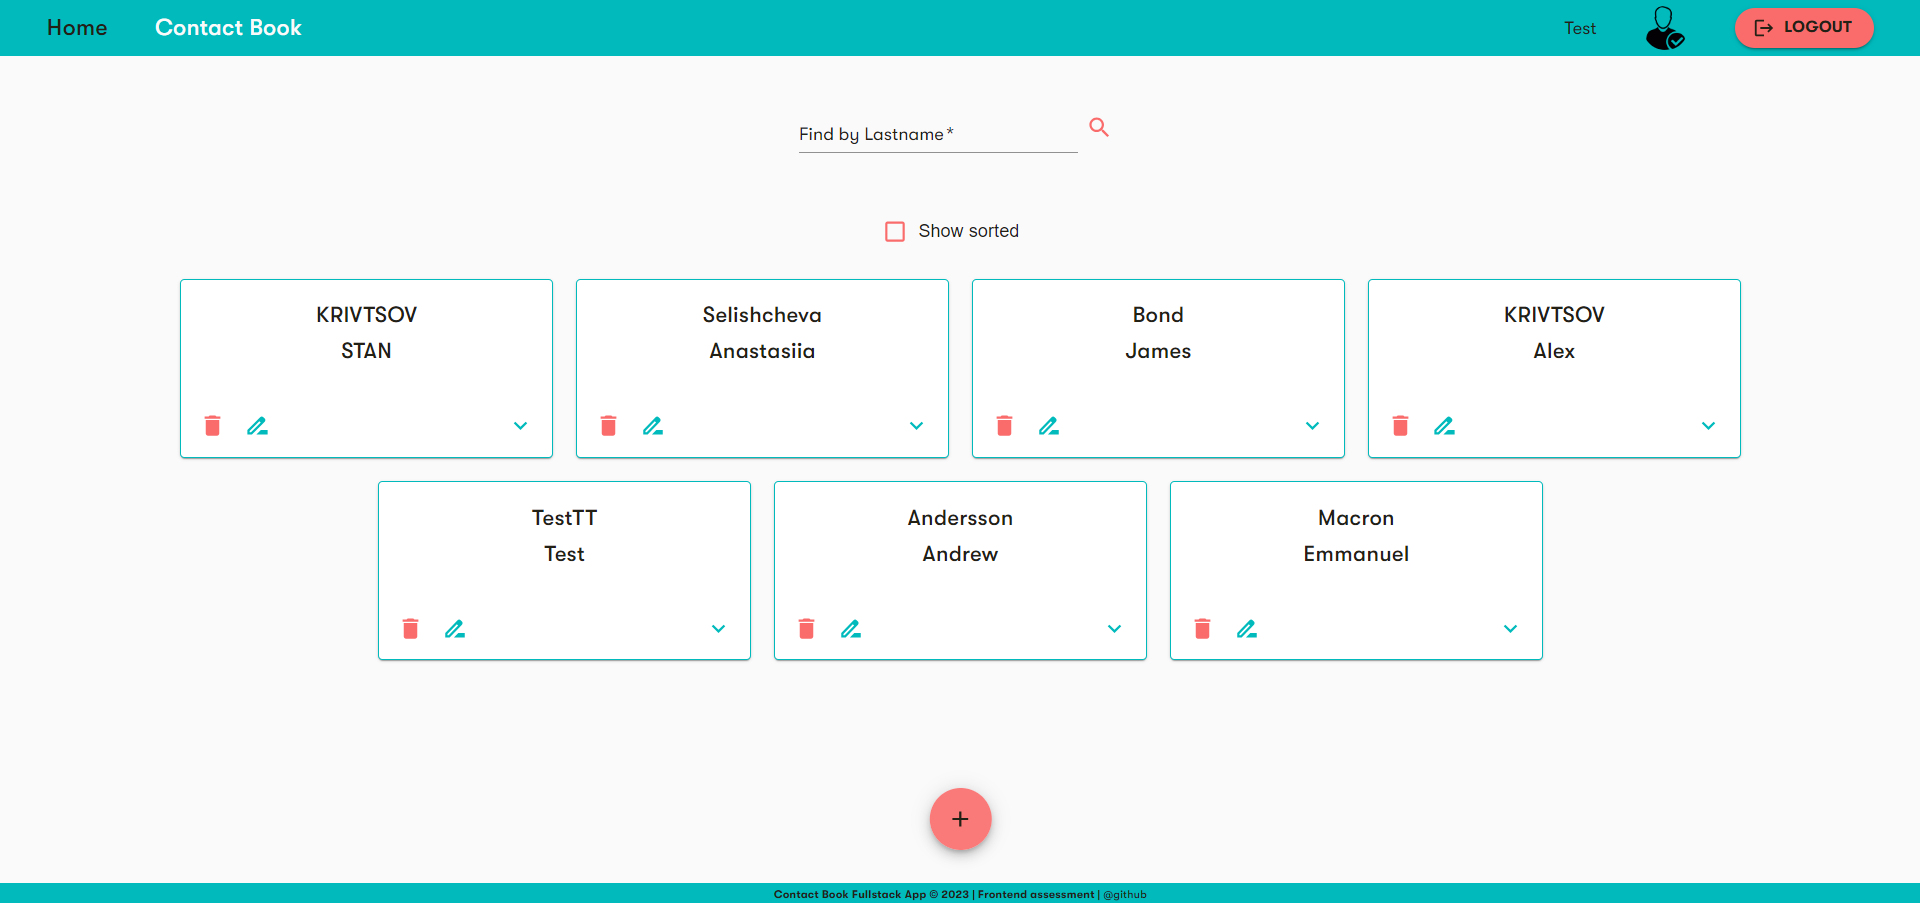 Home Contact Book Test LOGOUT
Find by Lastname*
Show sorted
KRIVTSOV
STAN
Selishcheva
Anastasiia
Bond
James
KRIVTSOV
Alex
TestTT
Test
Andersson
Andrew
Macron
Emmanuel
+
Contact Book Fullstack App © 2023 | Frontend assessment | @github